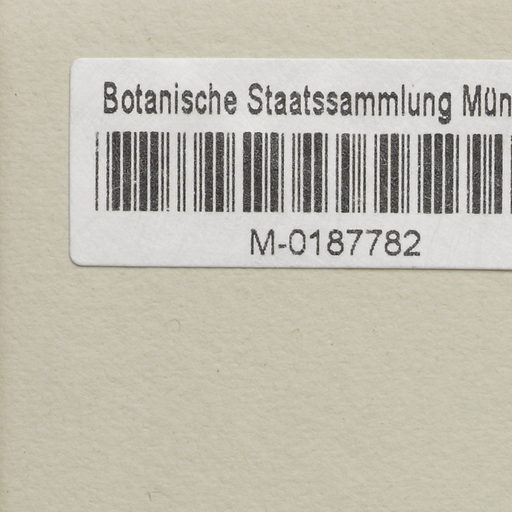 Botanische Staatssammlung Mün
M-0187782